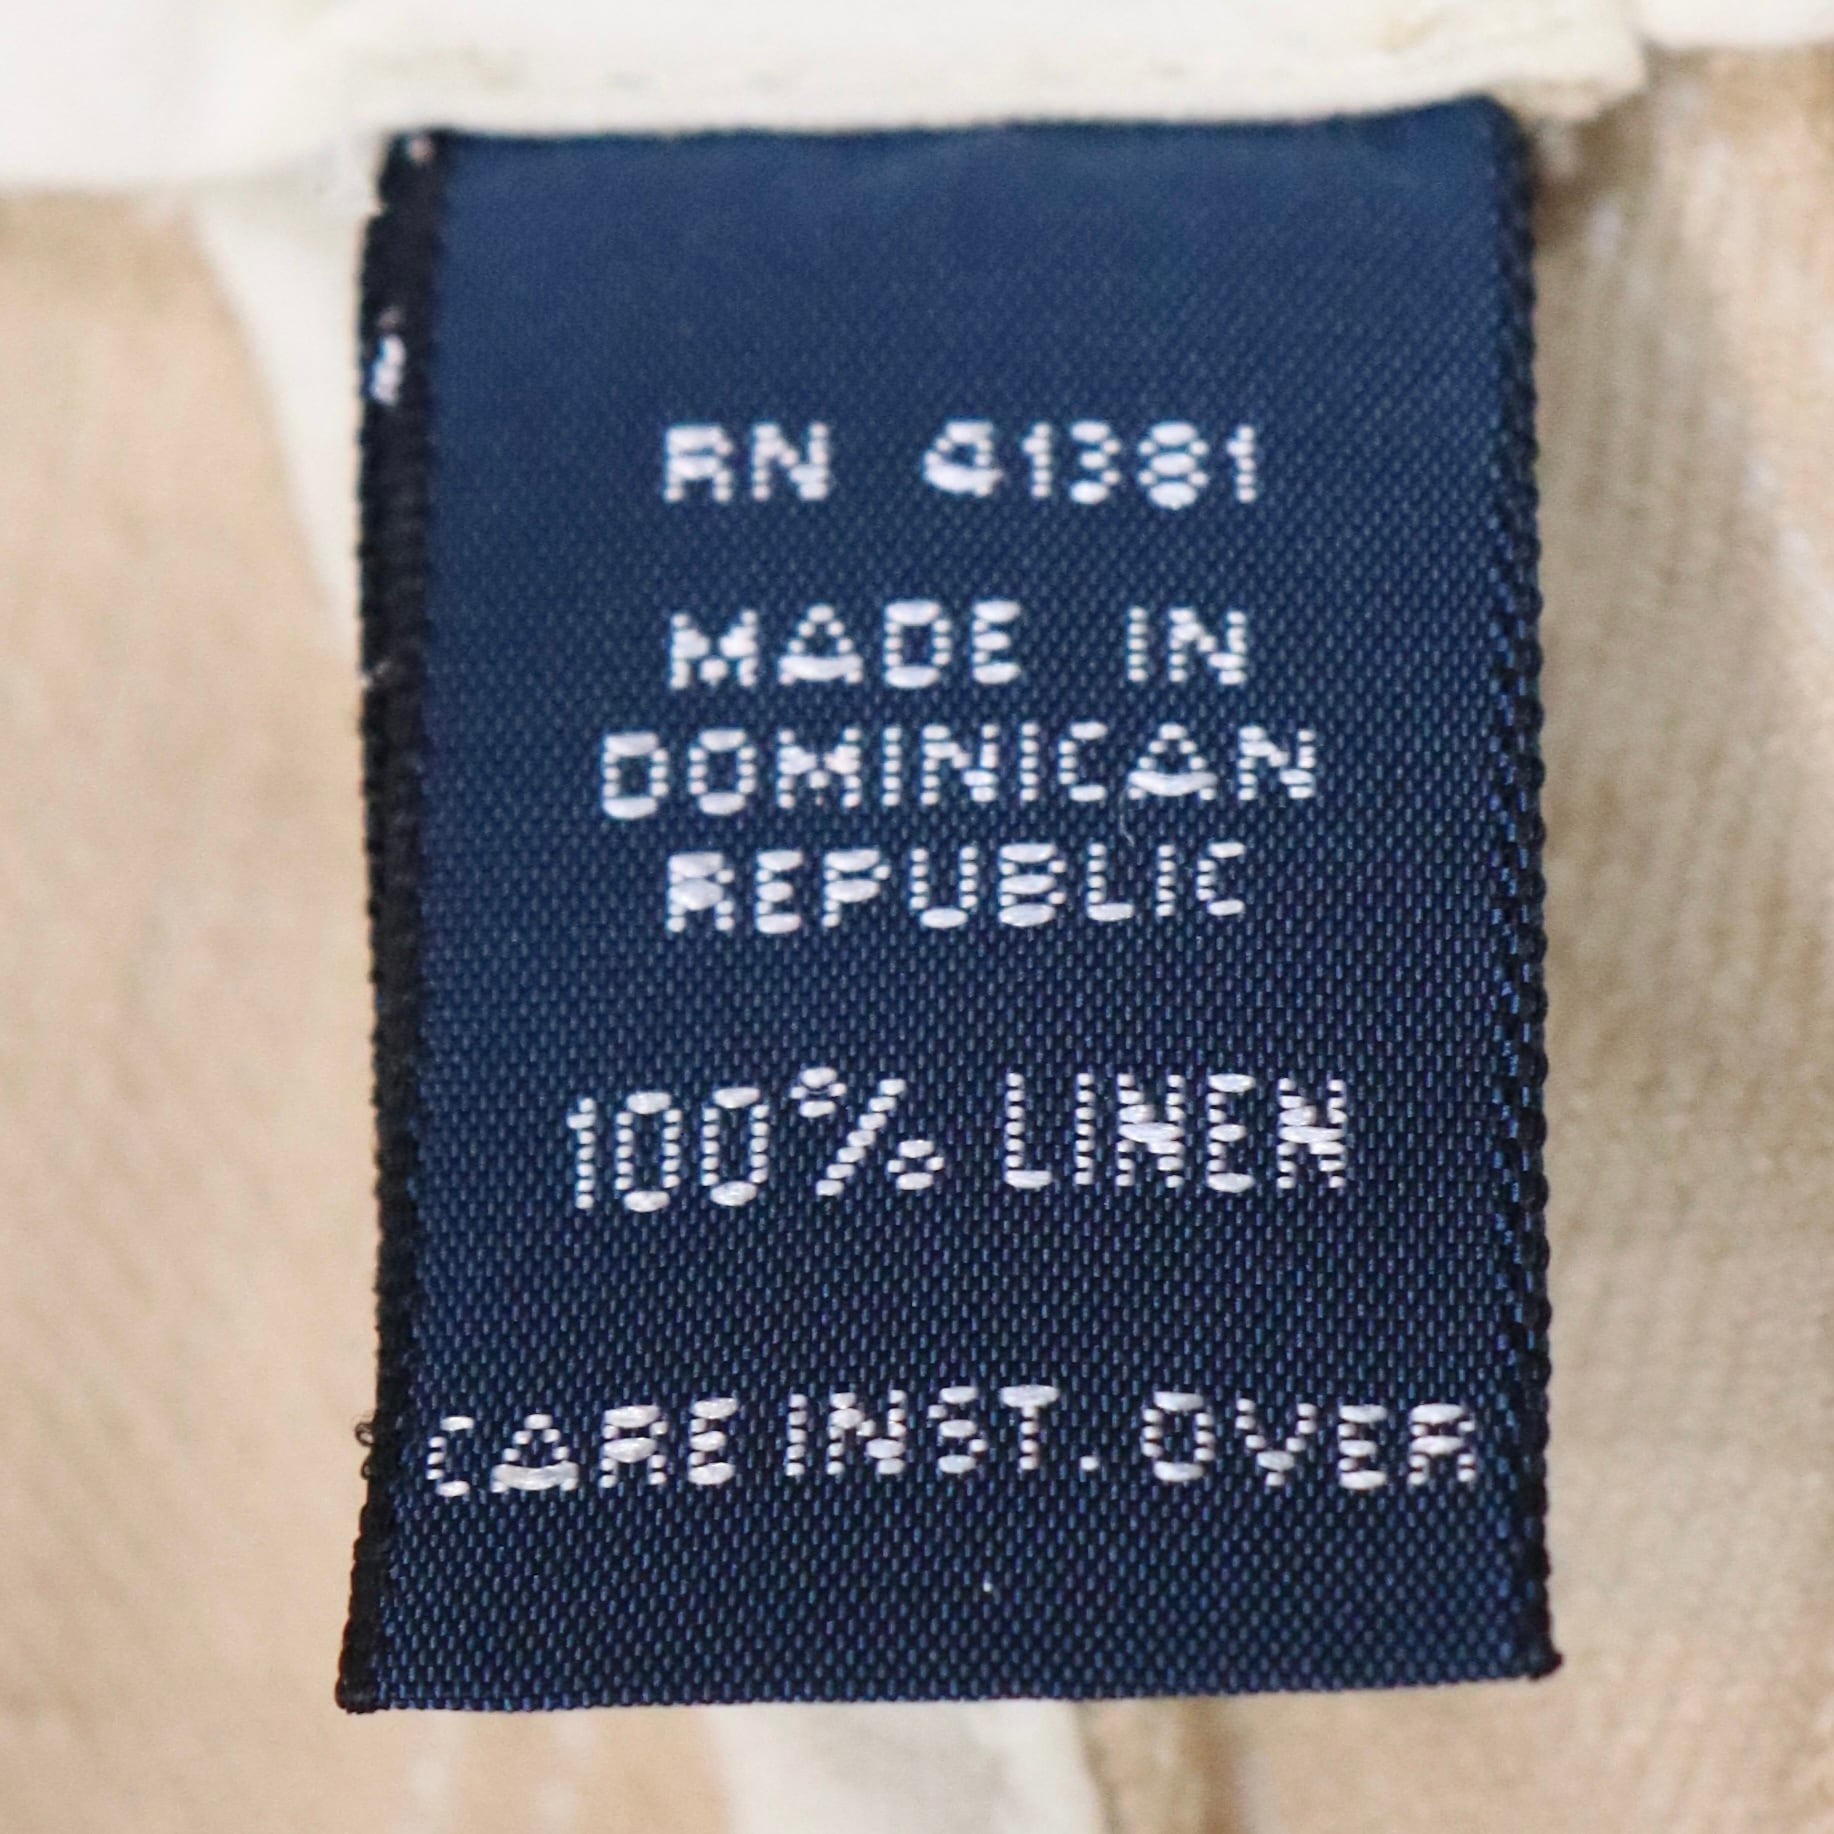 RN 41381
MADE IN
DOMINICAN
REPUBLIC
100% LINEN
CARE INST. OVER